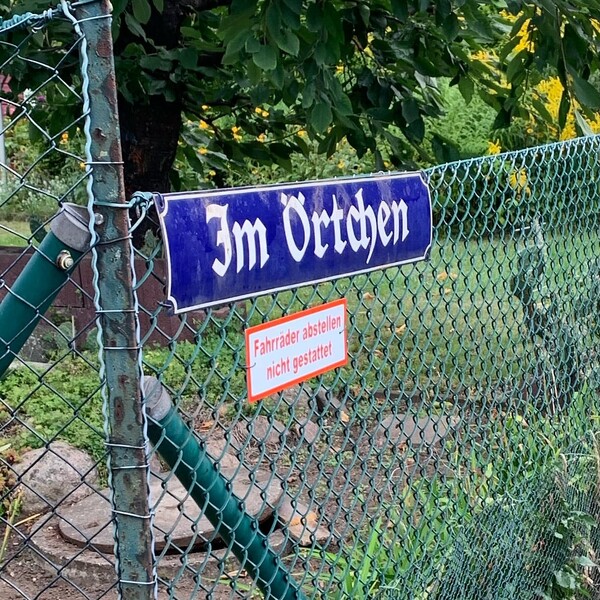 Im Örtchen
Fahrräder abstellen
nicht gestattet